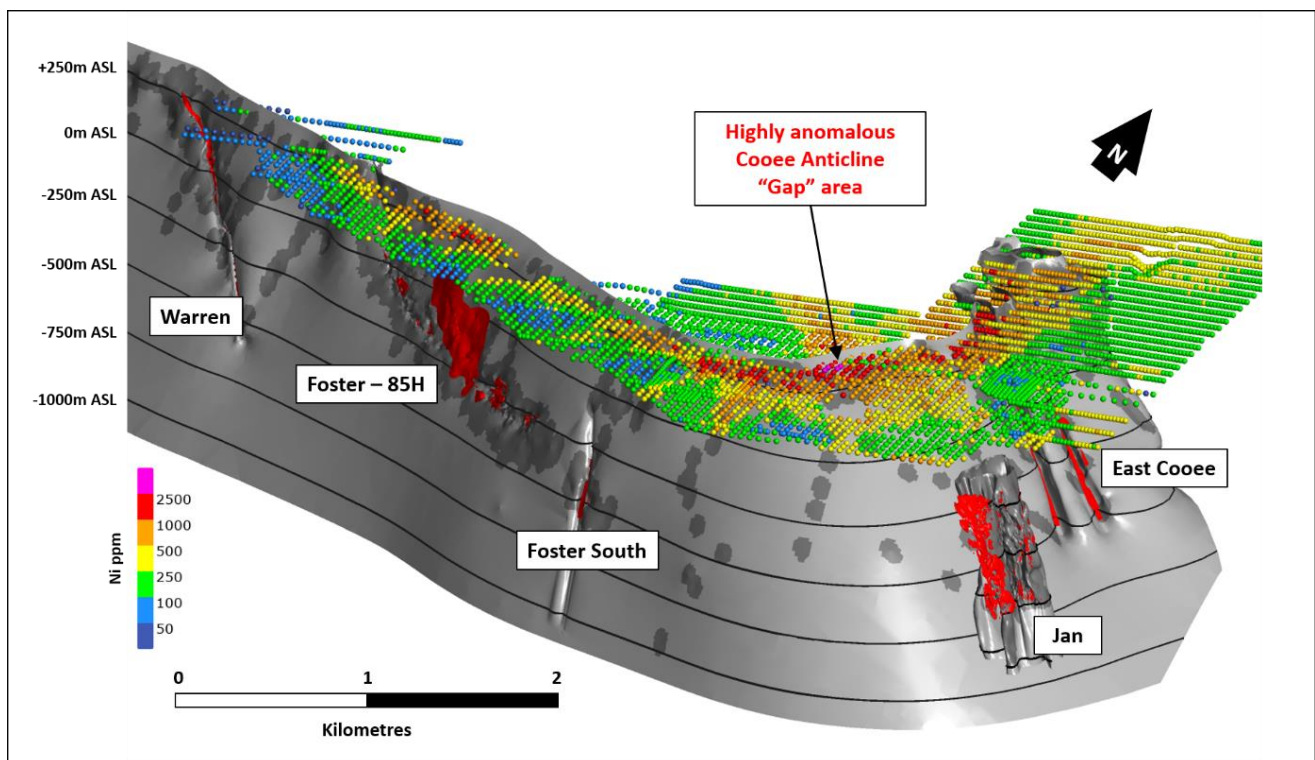 +250m ASL
0m ASL
-250m ASL
-500m ASL
-750m ASL
-1000m ASL
Highly anomalous
Cooee Anticline
“Gap” area
N
Warren
Foster – 85H
Foster South
East Cooee
Jan
Ni ppm
2500
1000
500
250
100
50
0 1 2
Kilometres